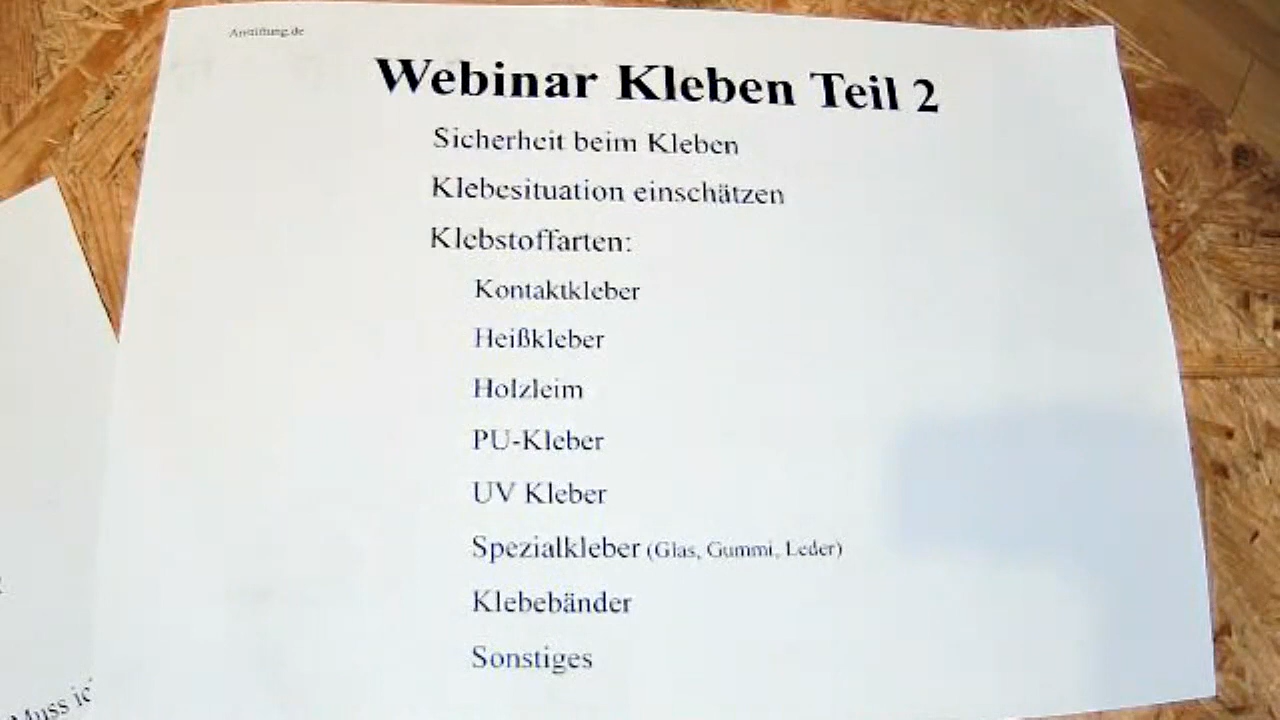 Anstiftung.de
Webinar Kleben Teil 2
Sicherheit beim Kleben
Klebesituation einschätzen
Klebstoffarten:
Kontaktkleber
Heißkleber
Holzleim
PU-Kleber
UV Kleber
Spezialkleber (Glas, Gummi, Leder)
Klebebänder
Sonstiges
Muss